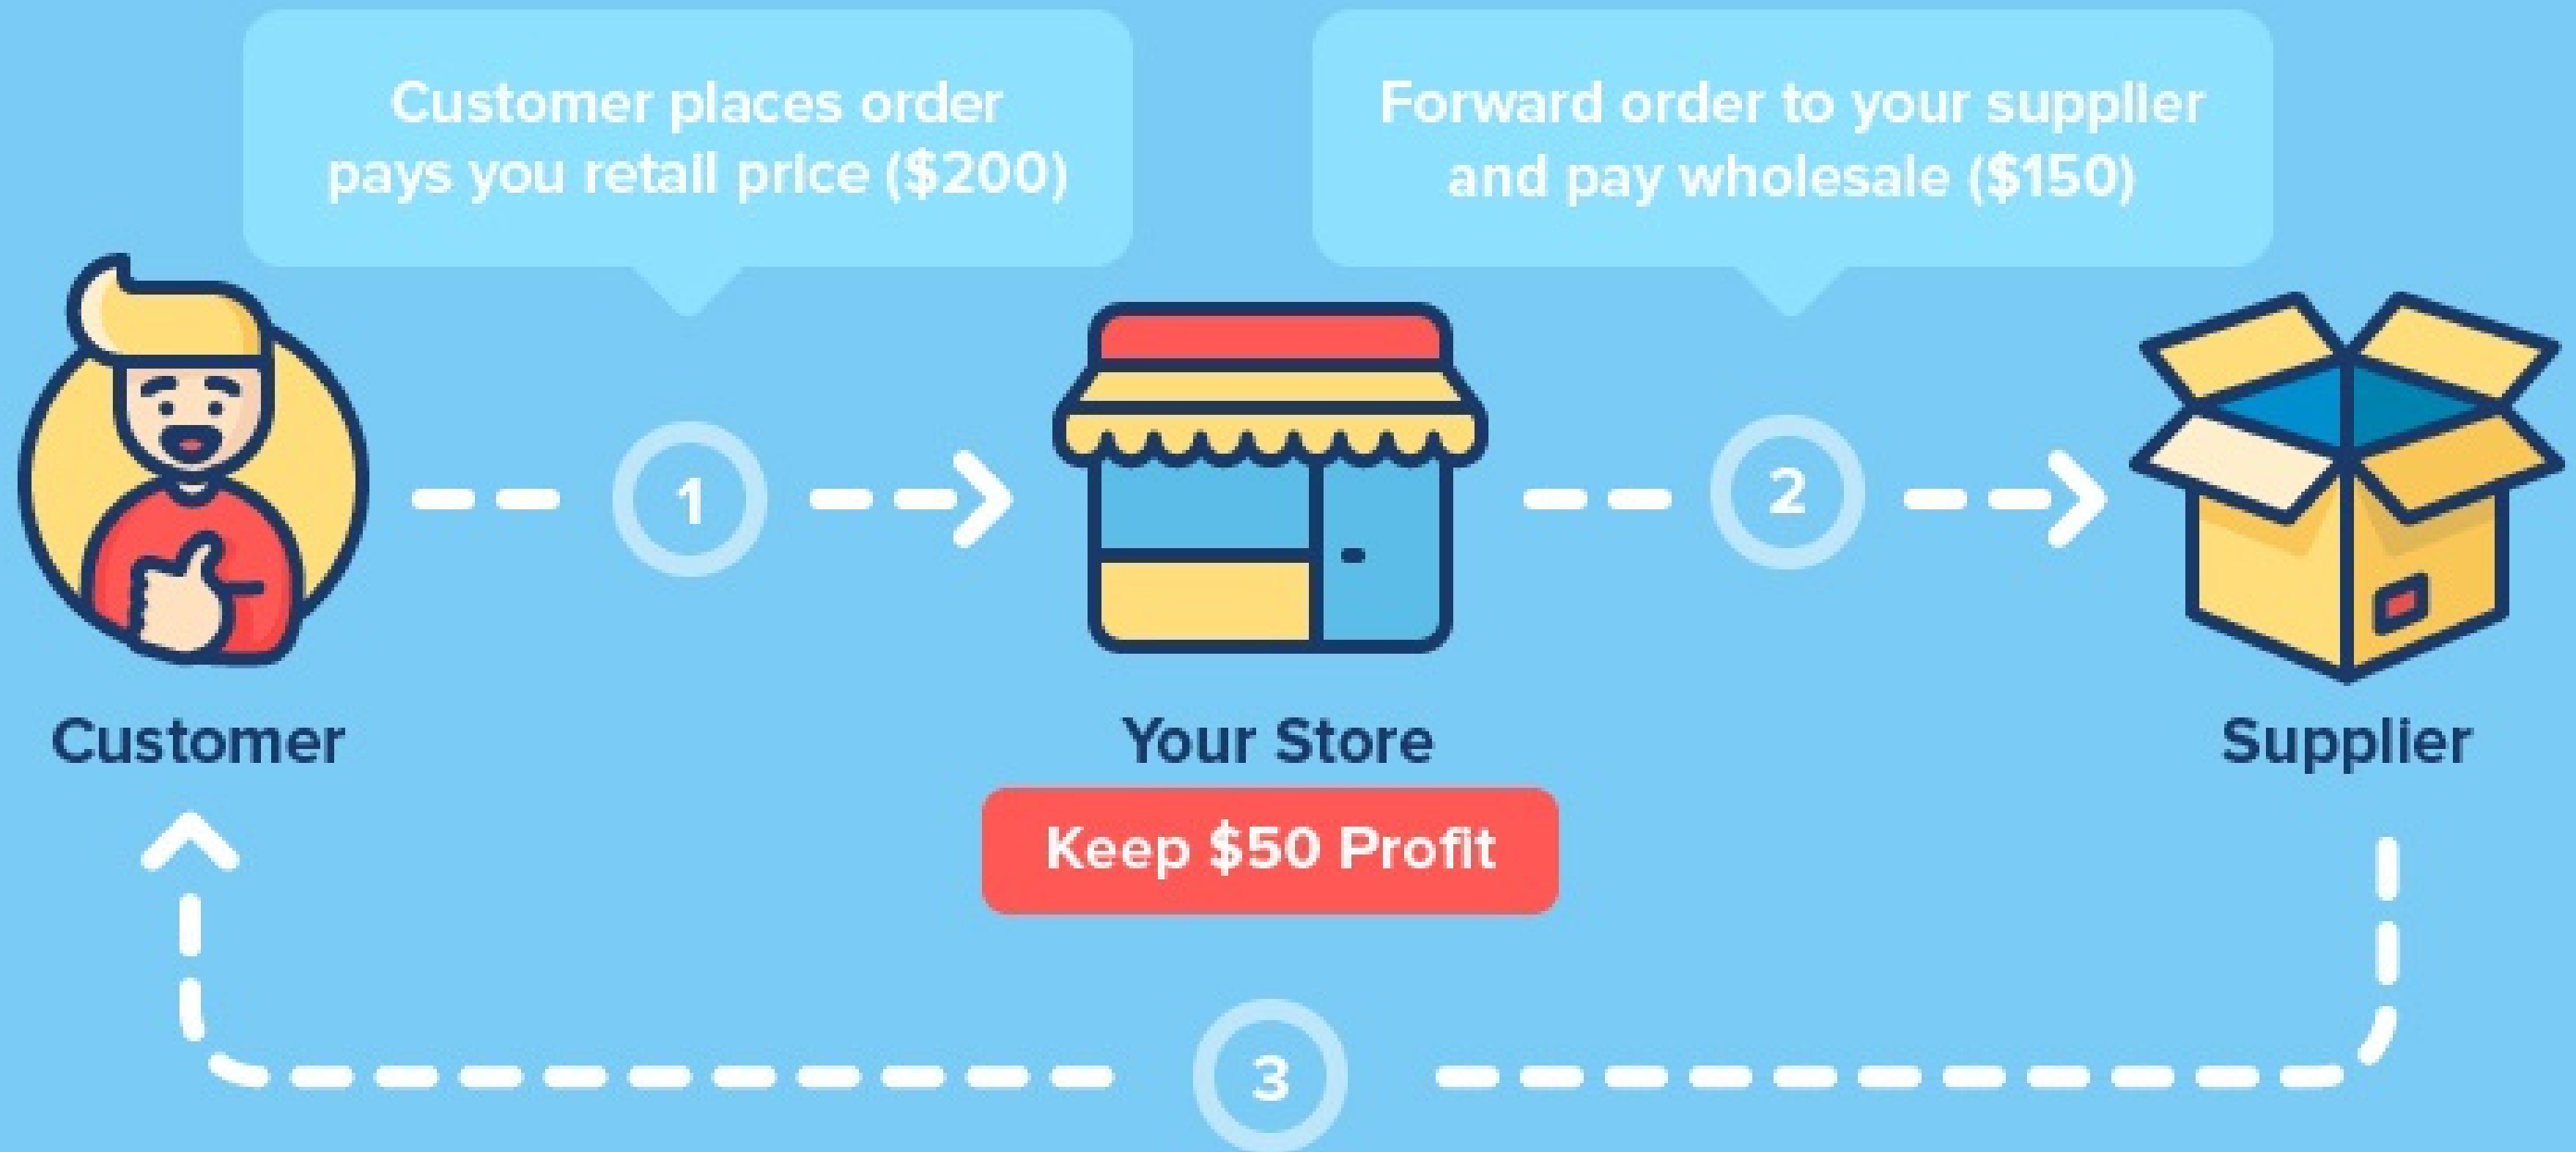 Customer places order
pays you retail price ($200)
Forward order to your supplier
and pay wholesale ($150)
1
2
Customer
Your Store
Supplier
Keep $50 Profit
3